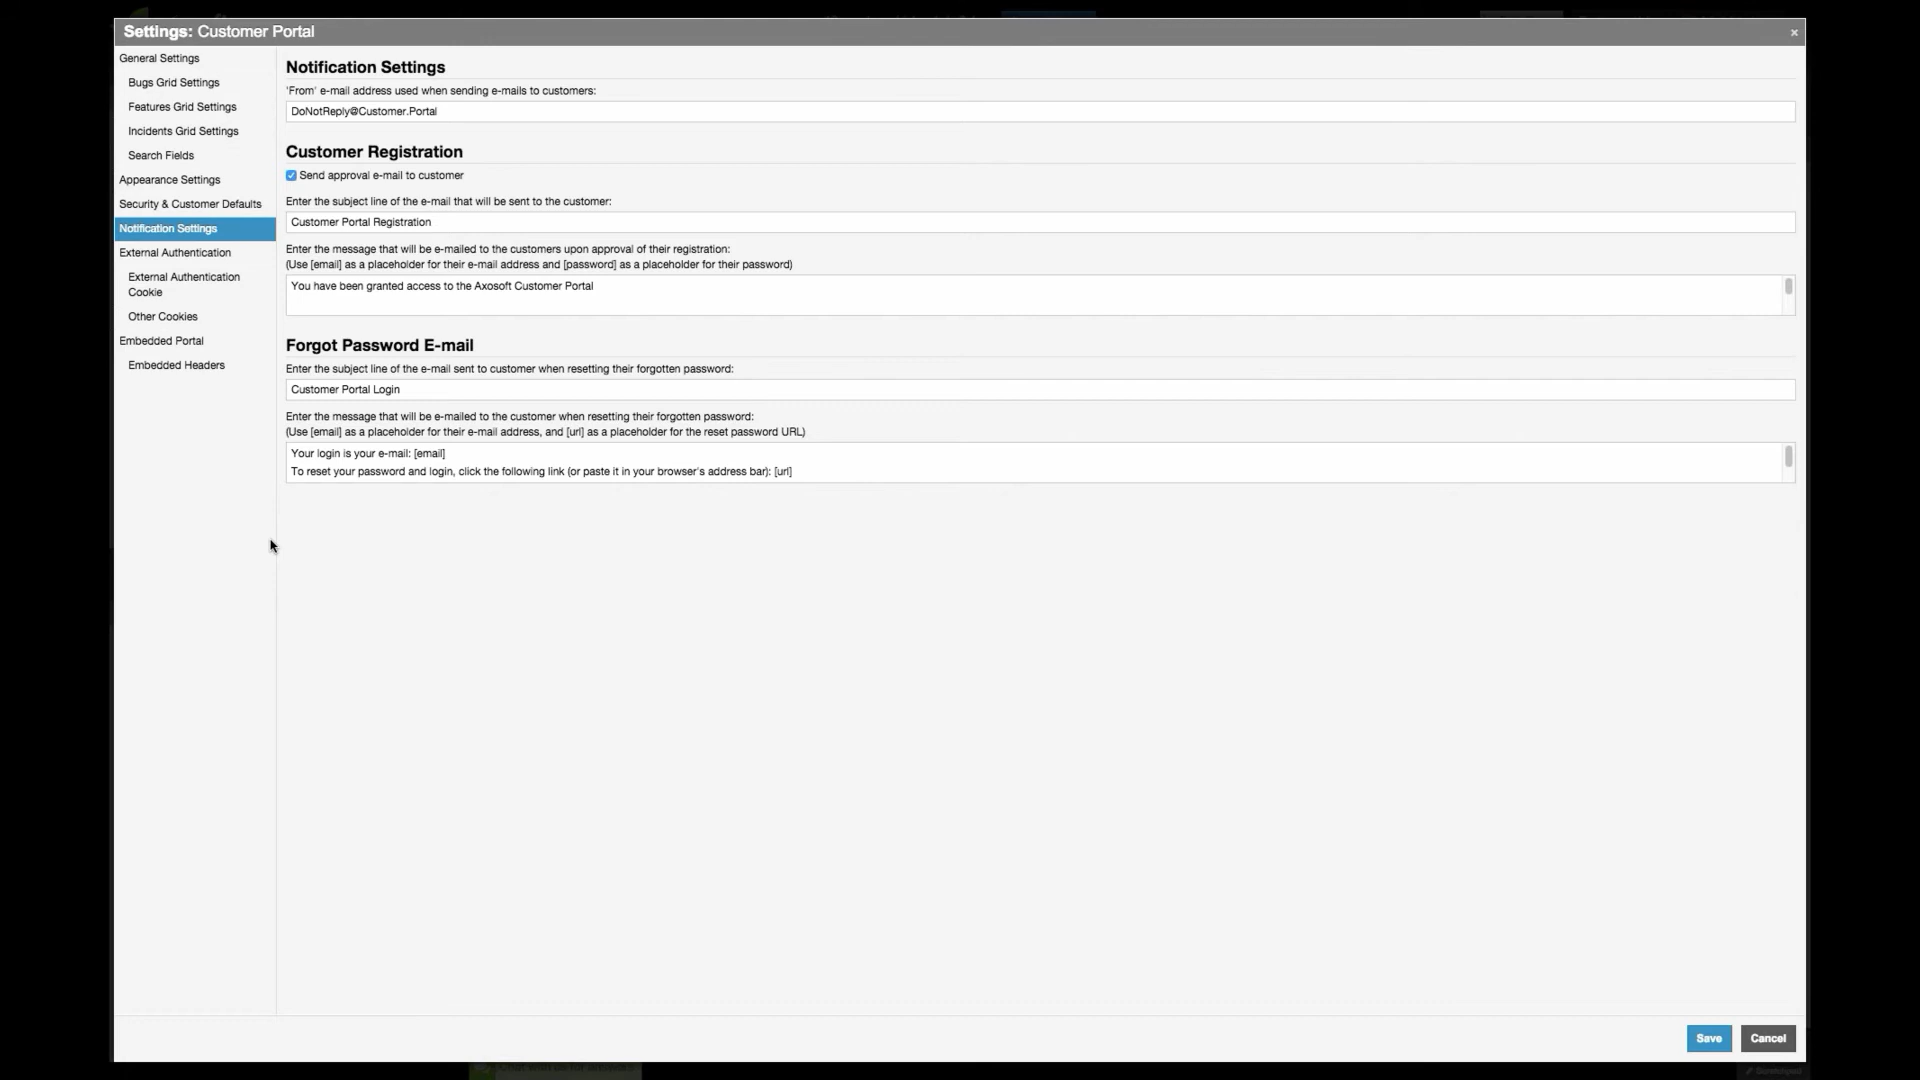 Settings: Customer Portal
×
General Settings
Bugs Grid Settings
Features Grid Settings
Incidents Grid Settings
Search Fields
Appearance Settings
Security & Customer Defaults
Notification Settings
External Authentication
External Authentication
Cookie
Other Cookies
Embedded Portal
Embedded Headers
Notification Settings
'From' e-mail address used when sending e-mails to customers:
DoNotReply@Customer.Portal
Customer Registration
Send approval e-mail to customer
Enter the subject line of the e-mail that will be sent to the customer:
Customer Portal Registration
Enter the message that will be e-mailed to the customers upon approval of their registration:
(Use [email] as a placeholder for their e-mail address and [password] as a placeholder for their password)
You have been granted access to the Axosoft Customer Portal
Forgot Password E-mail
Enter the subject line of the e-mail sent to customer when resetting their forgotten password:
Customer Portal Login
Enter the message that will be e-mailed to the customer when resetting their forgotten password:
(Use [email] as a placeholder for their e-mail address, and [url] as a placeholder for the reset password URL)
Your login is your e-mail: [email]
To reset your password and login, click the following link (or paste it in your browser's address bar): [url]
Save
Cancel